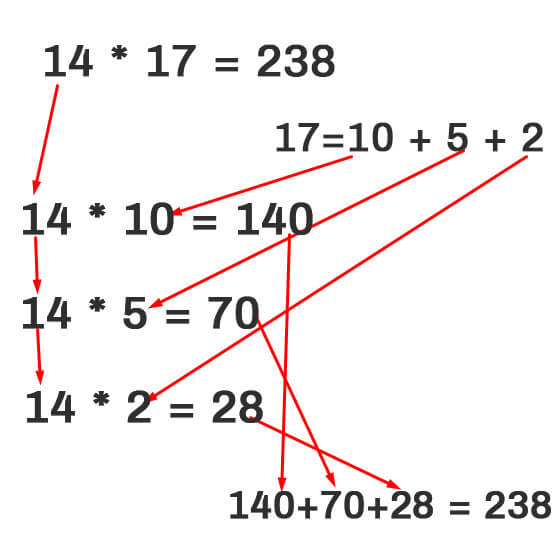 14 * 17 = 238
17=10 + 5 + 2
14 * 10 = 140
14 * 5 = 70
14 * 2 = 28
140+70+28 = 238